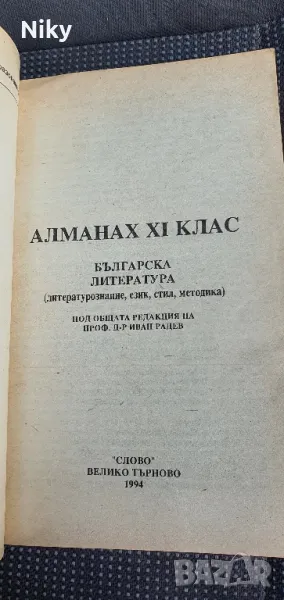 Niky
АЛМАНАХ XI КЛАС
БЪЛГАРСКА
ЛИТЕРАТУРА
(литературознание, език, стил, методика)
ПОД ОБЩАТА РЕДАКЦИЯ НА
ПРОФ. Д-Р ИВАН РАДЕВ
"СЛОВО"
ВЕЛИКО ТЪРНОВО
1994
BAZAR